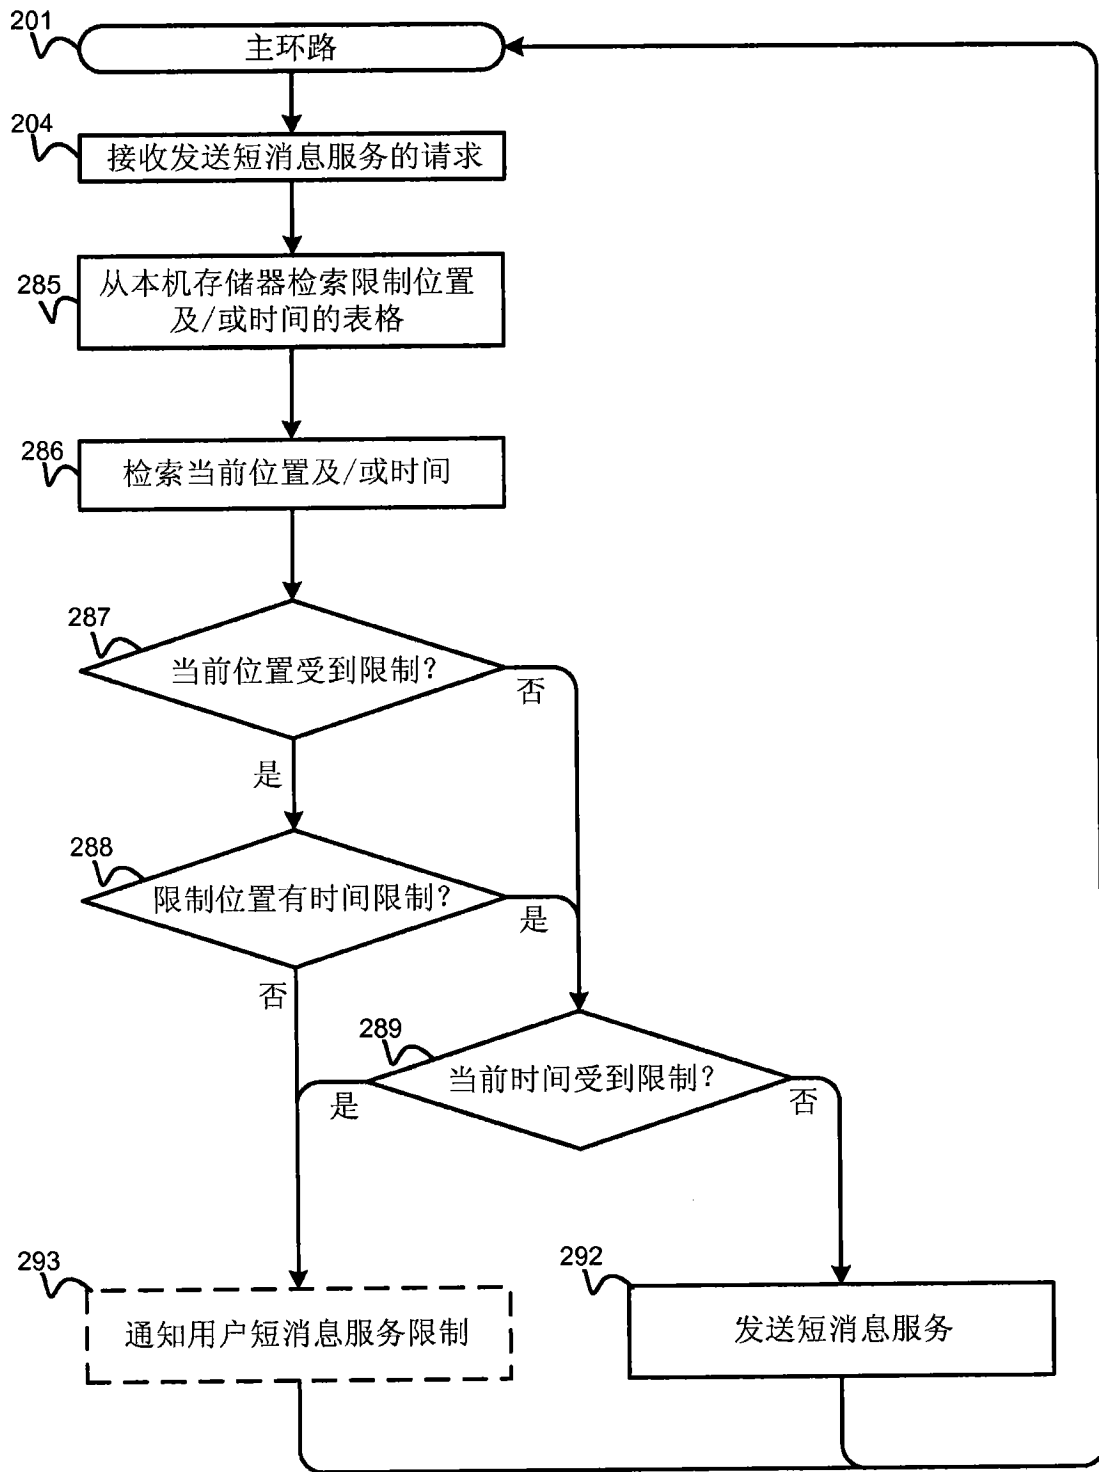 201
主环路
204
接收发送短消息服务的请求
285
从本机存储器检索限制位置
及/或时间的表格
286
检索当前位置及/或时间
287
当前位置受到限制?
否
是
288
限制位置有时间限制?
是
否
289
当前时间受到限制?
是
否
293
通知用户短消息服务限制
292
发送短消息服务